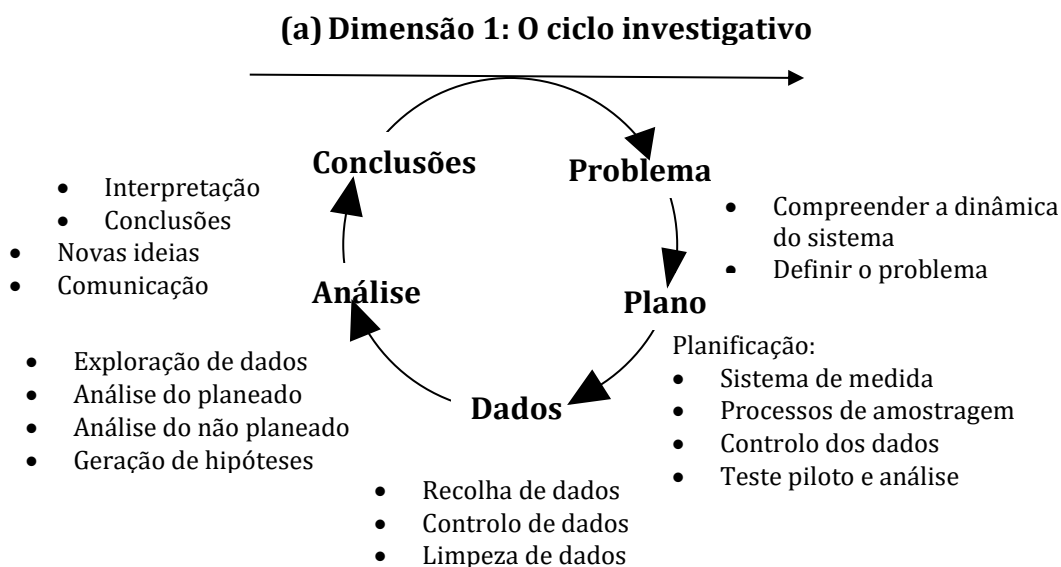 (a) Dimensão 1: O ciclo investigativo
Conclusões
Problema
• Interpretação
• Conclusões
• Novas ideias
• Comunicação
• Compreender a dinâmica
do sistema
• Definir o problema
Análise
Plano
• Exploração de dados
• Análise do planeado
• Análise do não planeado
• Geração de hipóteses
Planificação:
• Sistema de medida
• Processos de amostragem
• Controlo dos dados
• Teste piloto e análise
Dados
• Recolha de dados
• Controlo de dados
• Limpeza de dados